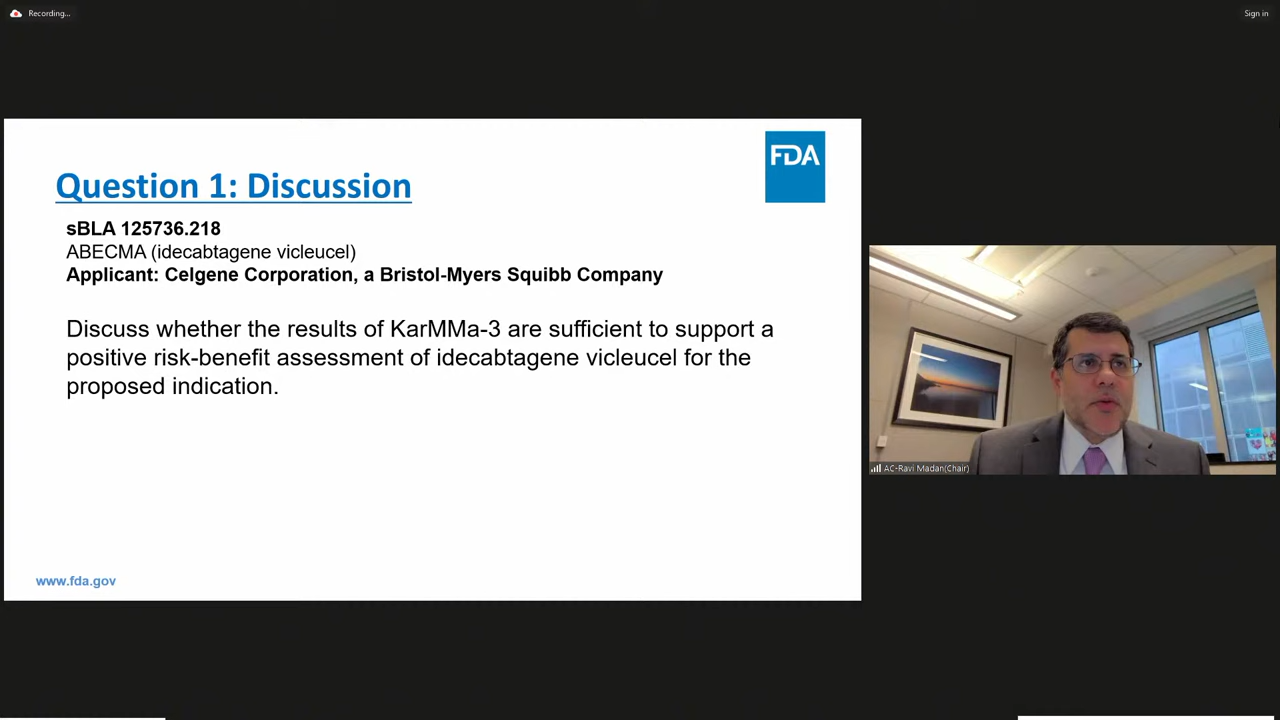 Recording...
Sign in
FDA
Question 1: Discussion
sBLA 125736.218
ABECMA (idecabtagene vicleucel)
Applicant: Celgene Corporation, a Bristol-Myers Squibb Company
Discuss whether the results of KarMMa-3 are sufficient to support a
positive risk-benefit assessment of idecabtagene vicleucel for the
proposed indication.
www.fda.gov
AC-Ravi Madan(Chair)